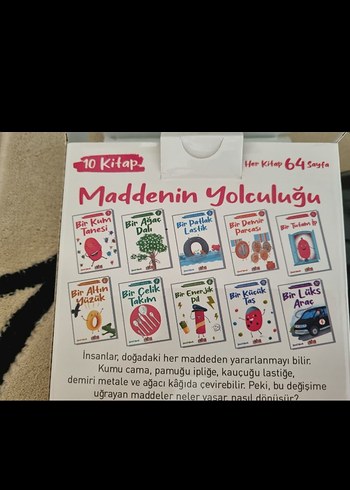 10 Kitap
Her Kitap 64 Sayfa
Maddenin Yolculuğu
Bir Kum
Tanesi
Bir Ağaç
Dalı
Bir Patlak
Lastik
Bir Demir
Parçası
Bir Tutam İp
Bir Altın
Yüzük
Bir Çelik
Takım
Bir Enerjik
Pil
Bir Küçük
Taş
Bir Lüks
Araç
İnsanlar, doğadaki her maddeden yararlanmayı bilir.
Kumu cama, pamuğu ipliğe, kauçuğu lastiğe,
demiri metale ve ağacı kâğıda çevirebilir. Peki, bu değişime
uğrayan maddeler neler yaşar, nasıl dönüşür?